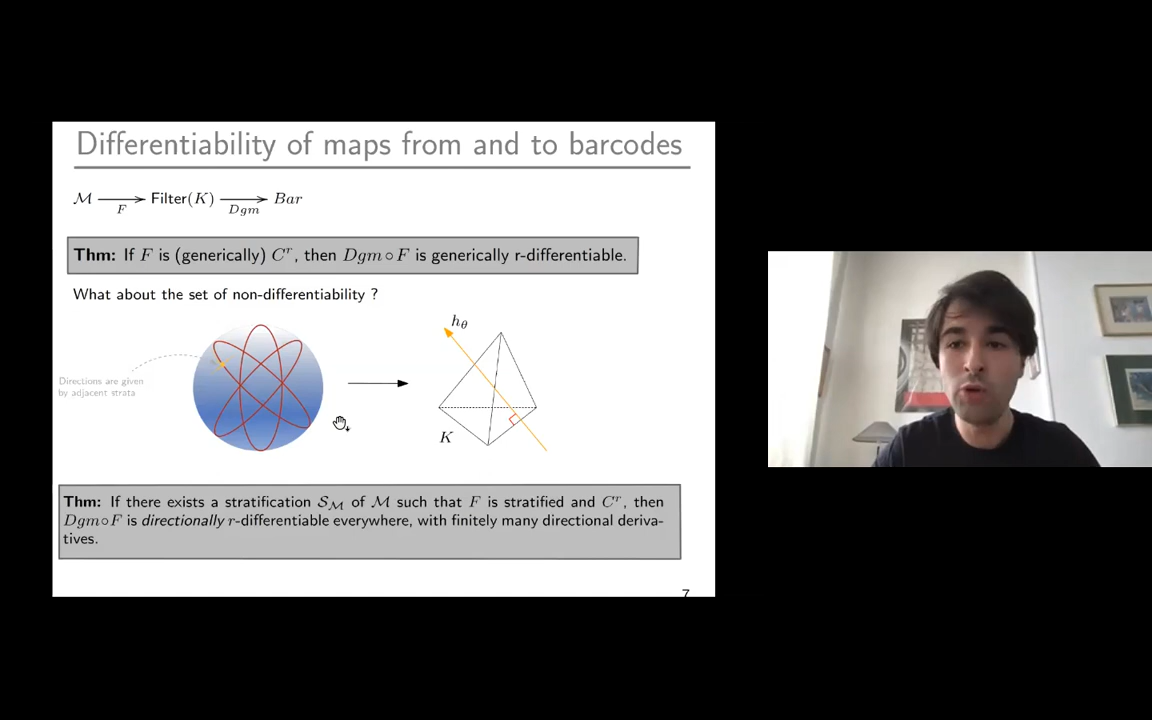 Differentiability of maps from and to barcodes
ℳ ⟶ Filter(K) ⟶ Bar
F Dgm
Thm: If F is (generically) Cʳ, then Dgm∘F is generically r-differentiable.
What about the set of non-differentiability ?
h_θ
Directions are given
by adjacent strata
K
Thm: If there exists a stratification 𝒮_ℳ of ℳ such that F is stratified and Cʳ, then
Dgm∘F is directionally r-differentiable everywhere, with finitely many directional deriva-
tives.
7